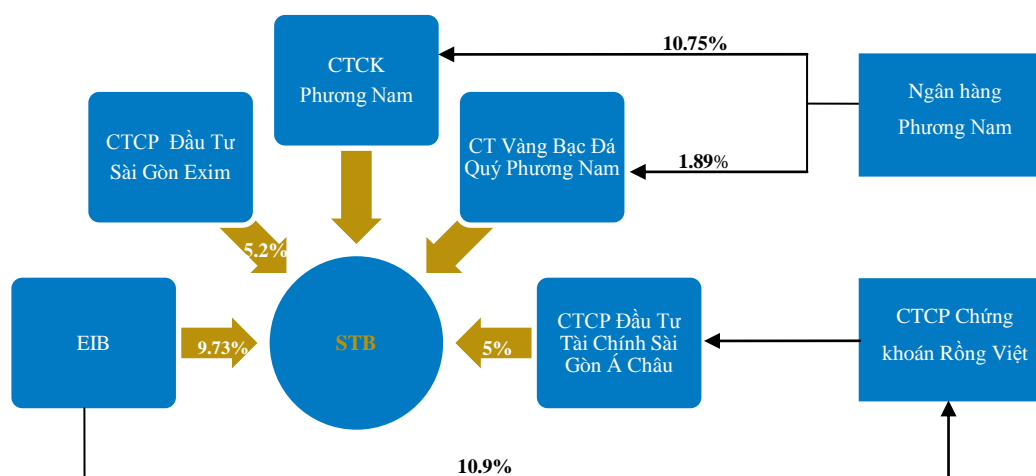 10.75%
CTCK
Phương Nam
Ngân hàng
Phương Nam
CTCP Đầu Tư
Sài Gòn Exim
CT Vàng Bạc Đá
Quý Phương Nam
1.89%
5.2%
EIB
9.73%
STB
5%
CTCP Đầu Tư
Tài Chính Sài
Gòn Á Châu
CTCP Chứng
khoán Rồng Việt
10.9%